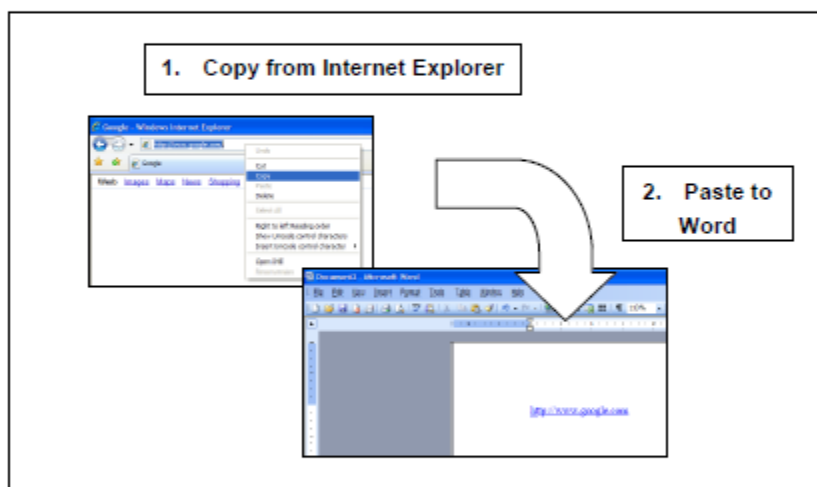 1. Copy from Internet Explorer
Google - Windows Internet Explorer
http://www.google.com/
Google
Web Images Maps News Shopping
Undo
Cut
Copy
Paste
Delete
Select All
Right to left Reading order
Show Unicode control characters
Insert Unicode control character
Open IME
2. Paste to
Word
Document2 - Microsoft Word
File Edit View Insert Format Tools Table Window Help
100%
http://www.google.com